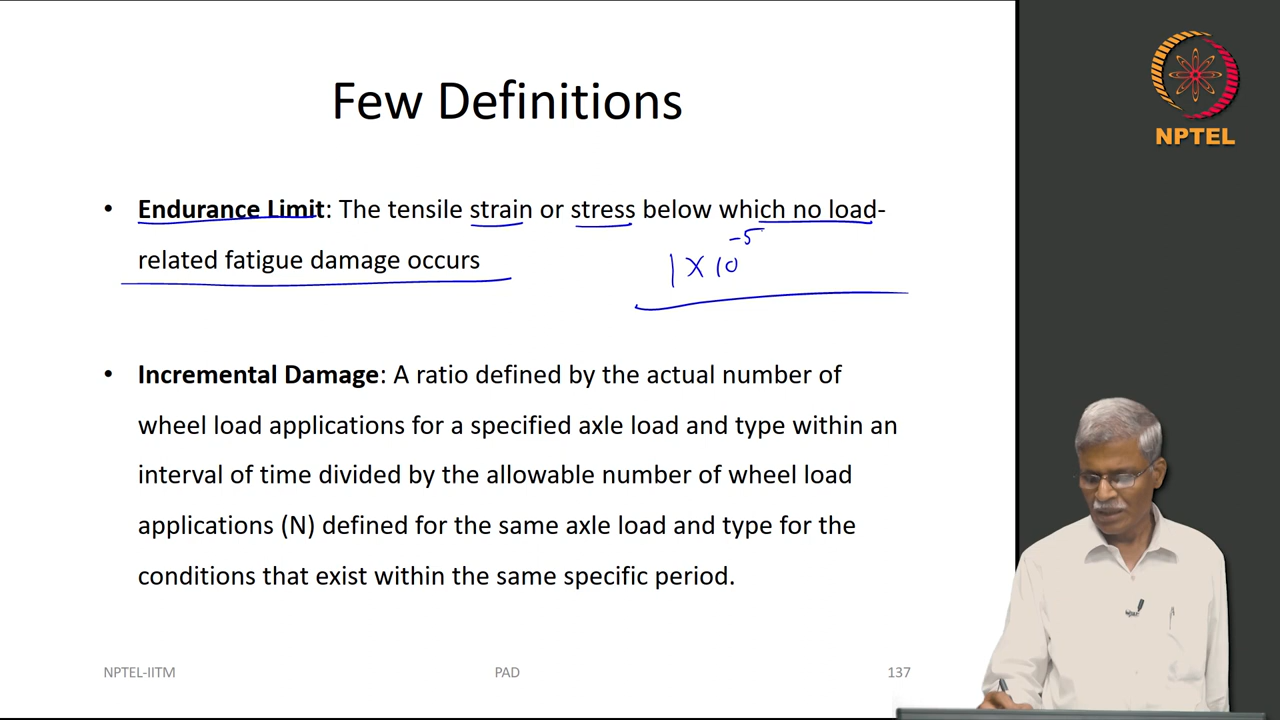 Few Definitions
NPTEL
• Endurance Limit: The tensile strain or stress below which no load-
related fatigue damage occurs
1 X 10^-5
• Incremental Damage: A ratio defined by the actual number of
wheel load applications for a specified axle load and type within an
interval of time divided by the allowable number of wheel load
applications (N) defined for the same axle load and type for the
conditions that exist within the same specific period.
NPTEL-IITM
PAD
137